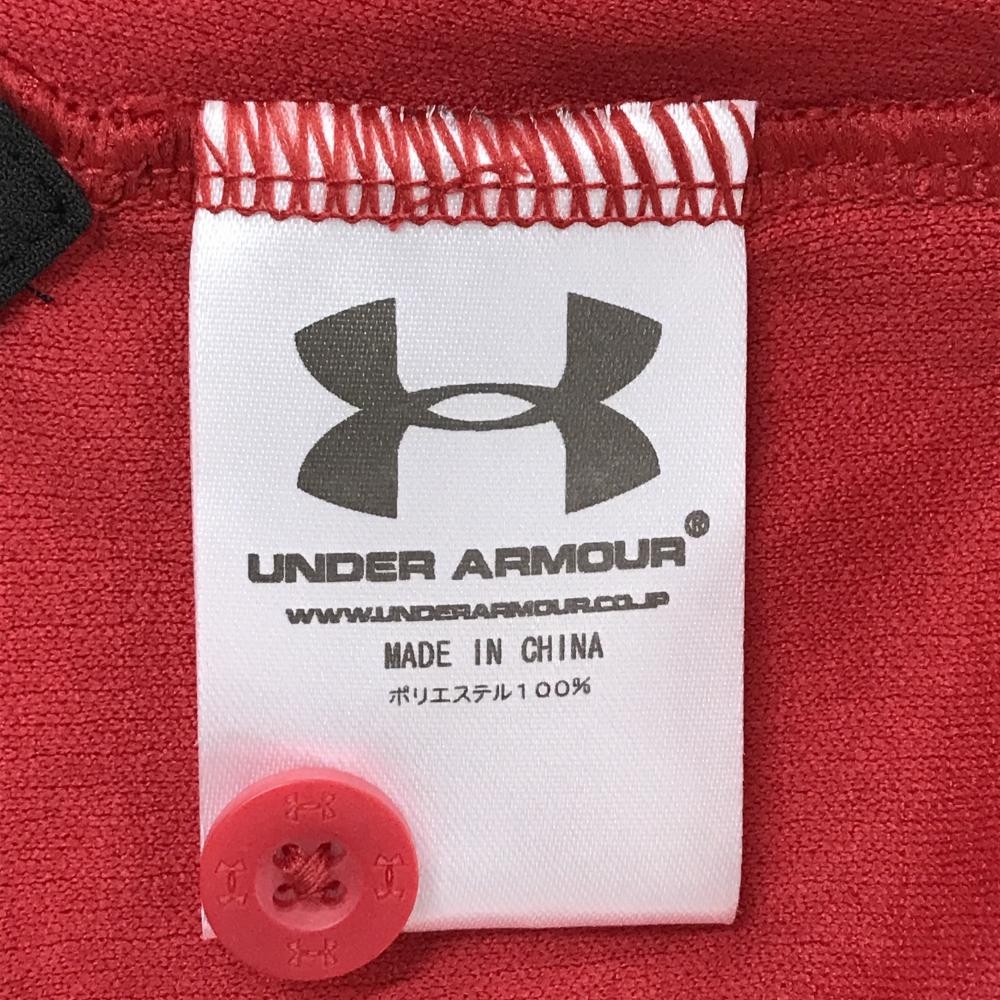 UNDER ARMOUR®
WWW.UNDERARMOUR.CO.JP
MADE IN CHINA
ポリエステル100%